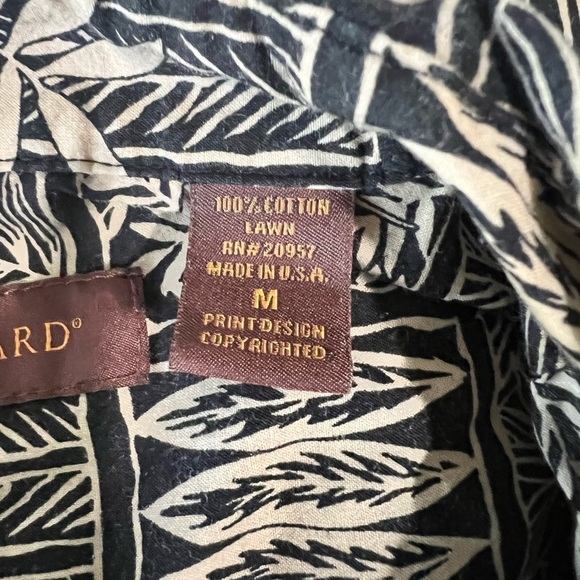 100% COTTON
LAWN
RN# 20957
MADE IN U.S.A.
M
PRINT·DESIGN
COPYRIGHTED
ARD®